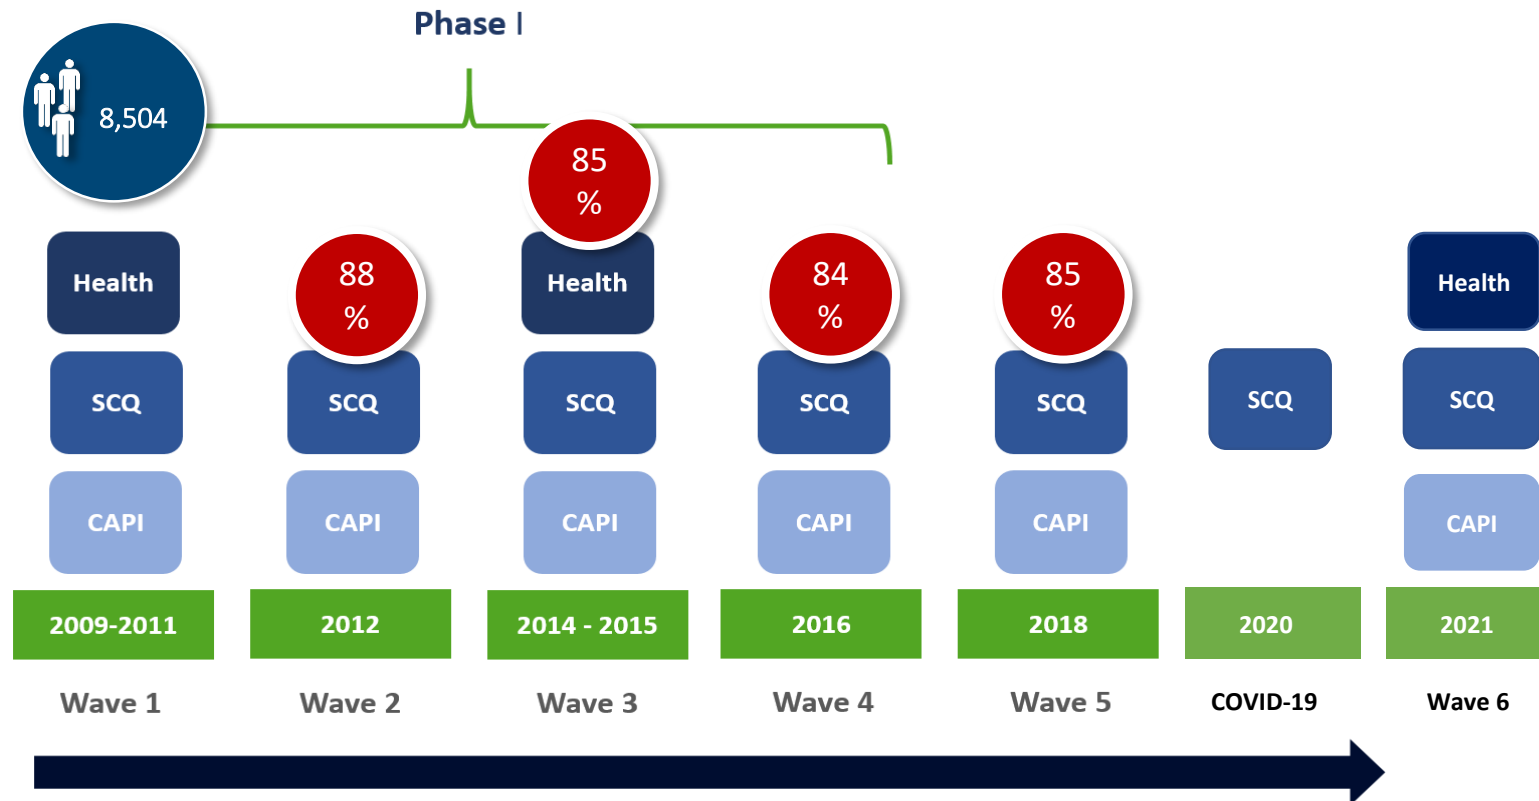 Phase I
8,504
85
%
88
%
84
%
85
%
Health
Health
Health
SCQ
SCQ
SCQ
SCQ
SCQ
SCQ
SCQ
CAPI
CAPI
CAPI
CAPI
CAPI
CAPI
2009-2011
2012
2014 - 2015
2016
2018
2020
2021
Wave 1
Wave 2
Wave 3
Wave 4
Wave 5
COVID-19
Wave 6